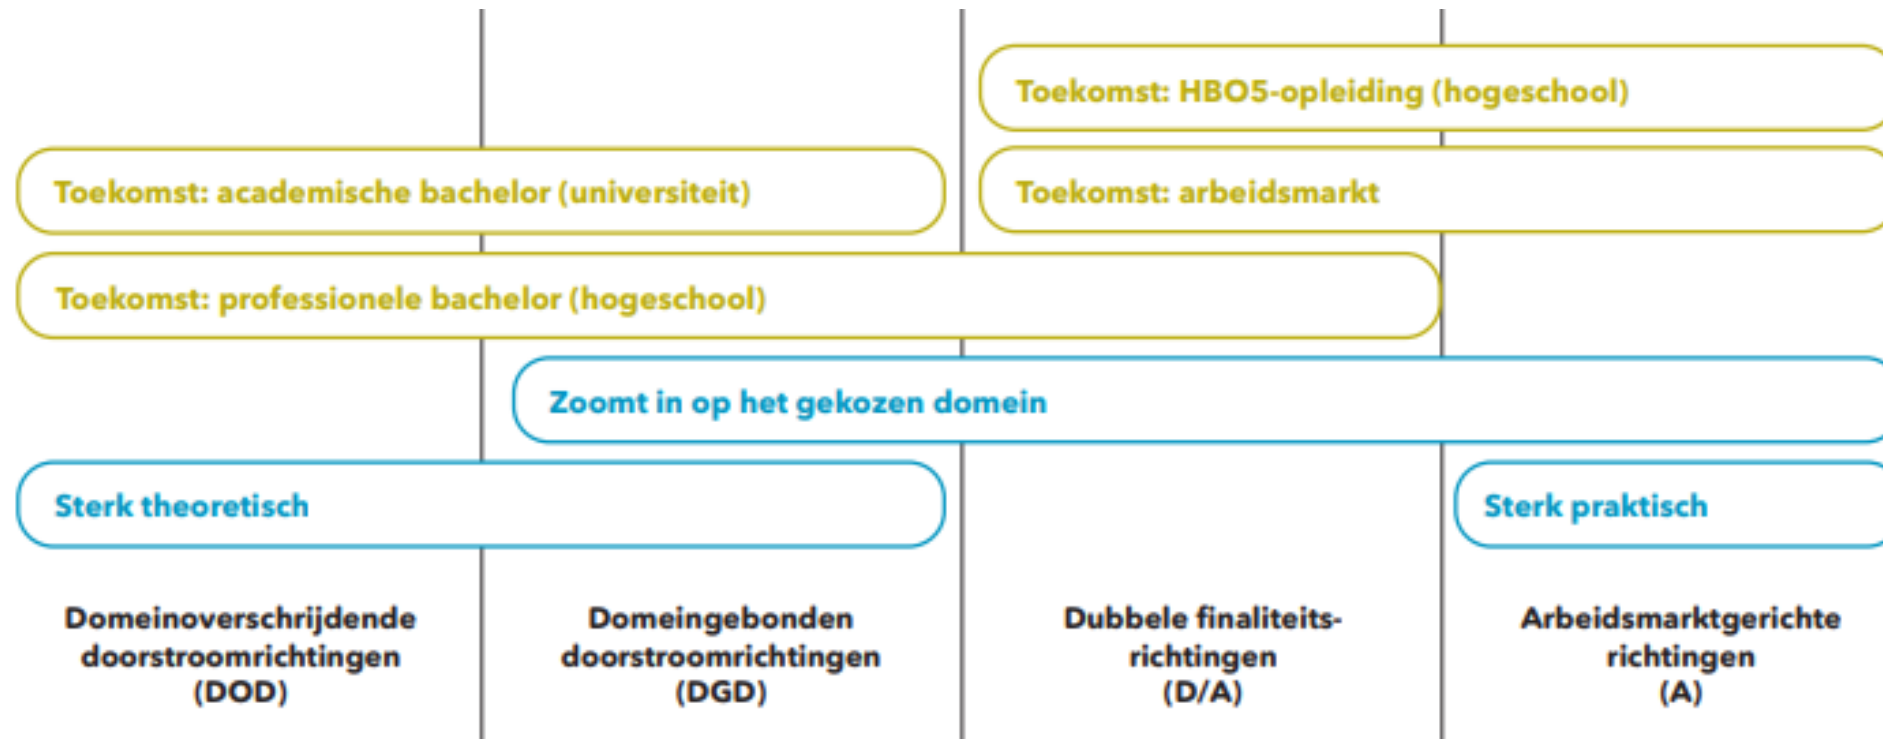 Toekomst: HBO5-opleiding (hogeschool)
Toekomst: academische bachelor (universiteit)
Toekomst: arbeidsmarkt
Toekomst: professionele bachelor (hogeschool)
Zoomt in op het gekozen domein
Sterk theoretisch
Sterk praktisch
Domeinoverschrijdende
doorstroomrichtingen
(DOD)
Domeingebonden
doorstroomrichtingen
(DGD)
Dubbele finaliteits-
richtingen
(D/A)
Arbeidsmarktgerichte
richtingen
(A)